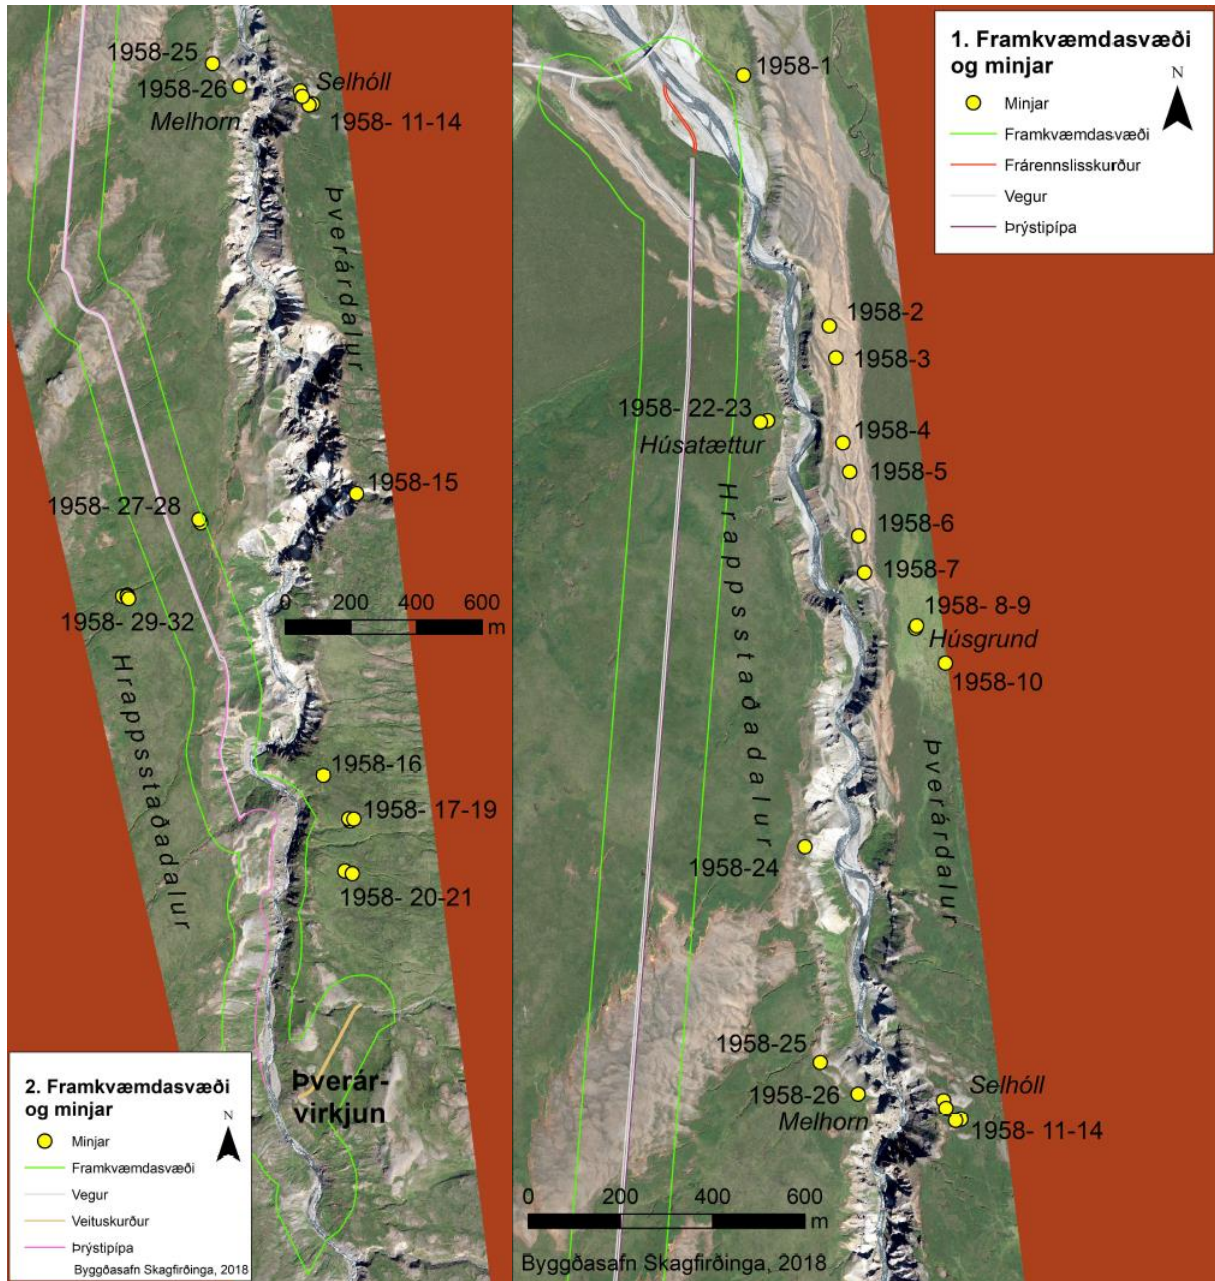 1958-25
1958-26
Melhorn
Selhóll
1958- 11-14
Þverárdalur
1958- 27-28
1958-15
1958- 29-32
0 200 400 600
m
Hrappsstaðadalur
1958-16
1958- 17-19
1958- 20-21
Þverár-
virkjun
2. Framkvæmdasvæði
og minjar
N
Minjar
Framkvæmdasvæði
Vegur
Veituskurður
Þrýstipípa
Byggðasafn Skagfirðinga, 2018
1. Framkvæmdasvæði
og minjar
N
Minjar
Framkvæmdasvæði
Frárennslisskurður
Vegur
Þrýstipípa
1958-1
1958-2
1958-3
1958- 22-23
Húsatættur
1958-4
1958-5
1958-6
1958-7
1958- 8-9
Húsgrund
1958-10
Hrappsstaðadalur
Þverárdalur
1958-24
1958-25
1958-26
Melhorn
Selhóll
1958- 11-14
0 200 400 600
m
Byggðasafn Skagfirðinga, 2018